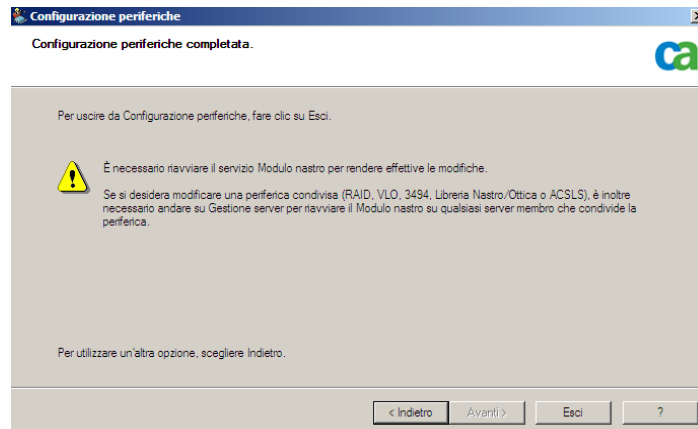 Configurazione periferiche
Configurazione periferiche completata.
ca
Per uscire da Configurazione periferiche, fare clic su Esci.
È necessario riavviare il servizio Modulo nastro per rendere effettive le modifiche.
Se si desidera modificare una periferica condivisa (RAID, VLO, 3494, Libreria Nastro/Ottica o ACSLS), è inoltre
necessario andare su Gestione server per riavviare il Modulo nastro su qualsiasi server membro che condivide la
periferica.
Per utilizzare un'altra opzione, scegliere Indietro.
< Indietro Avanti > Esci ?